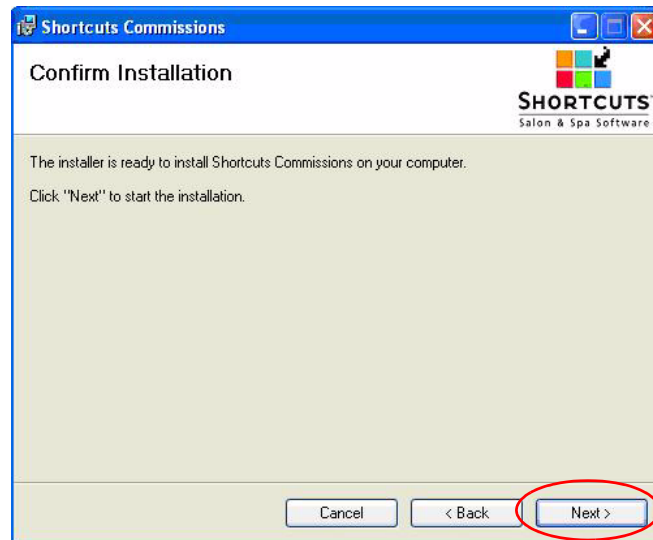 Shortcuts Commissions
Confirm Installation
SHORTCUTS
Salon & Spa Software
The installer is ready to install Shortcuts Commissions on your computer.
Click "Next" to start the installation.
Cancel
< Back
Next >